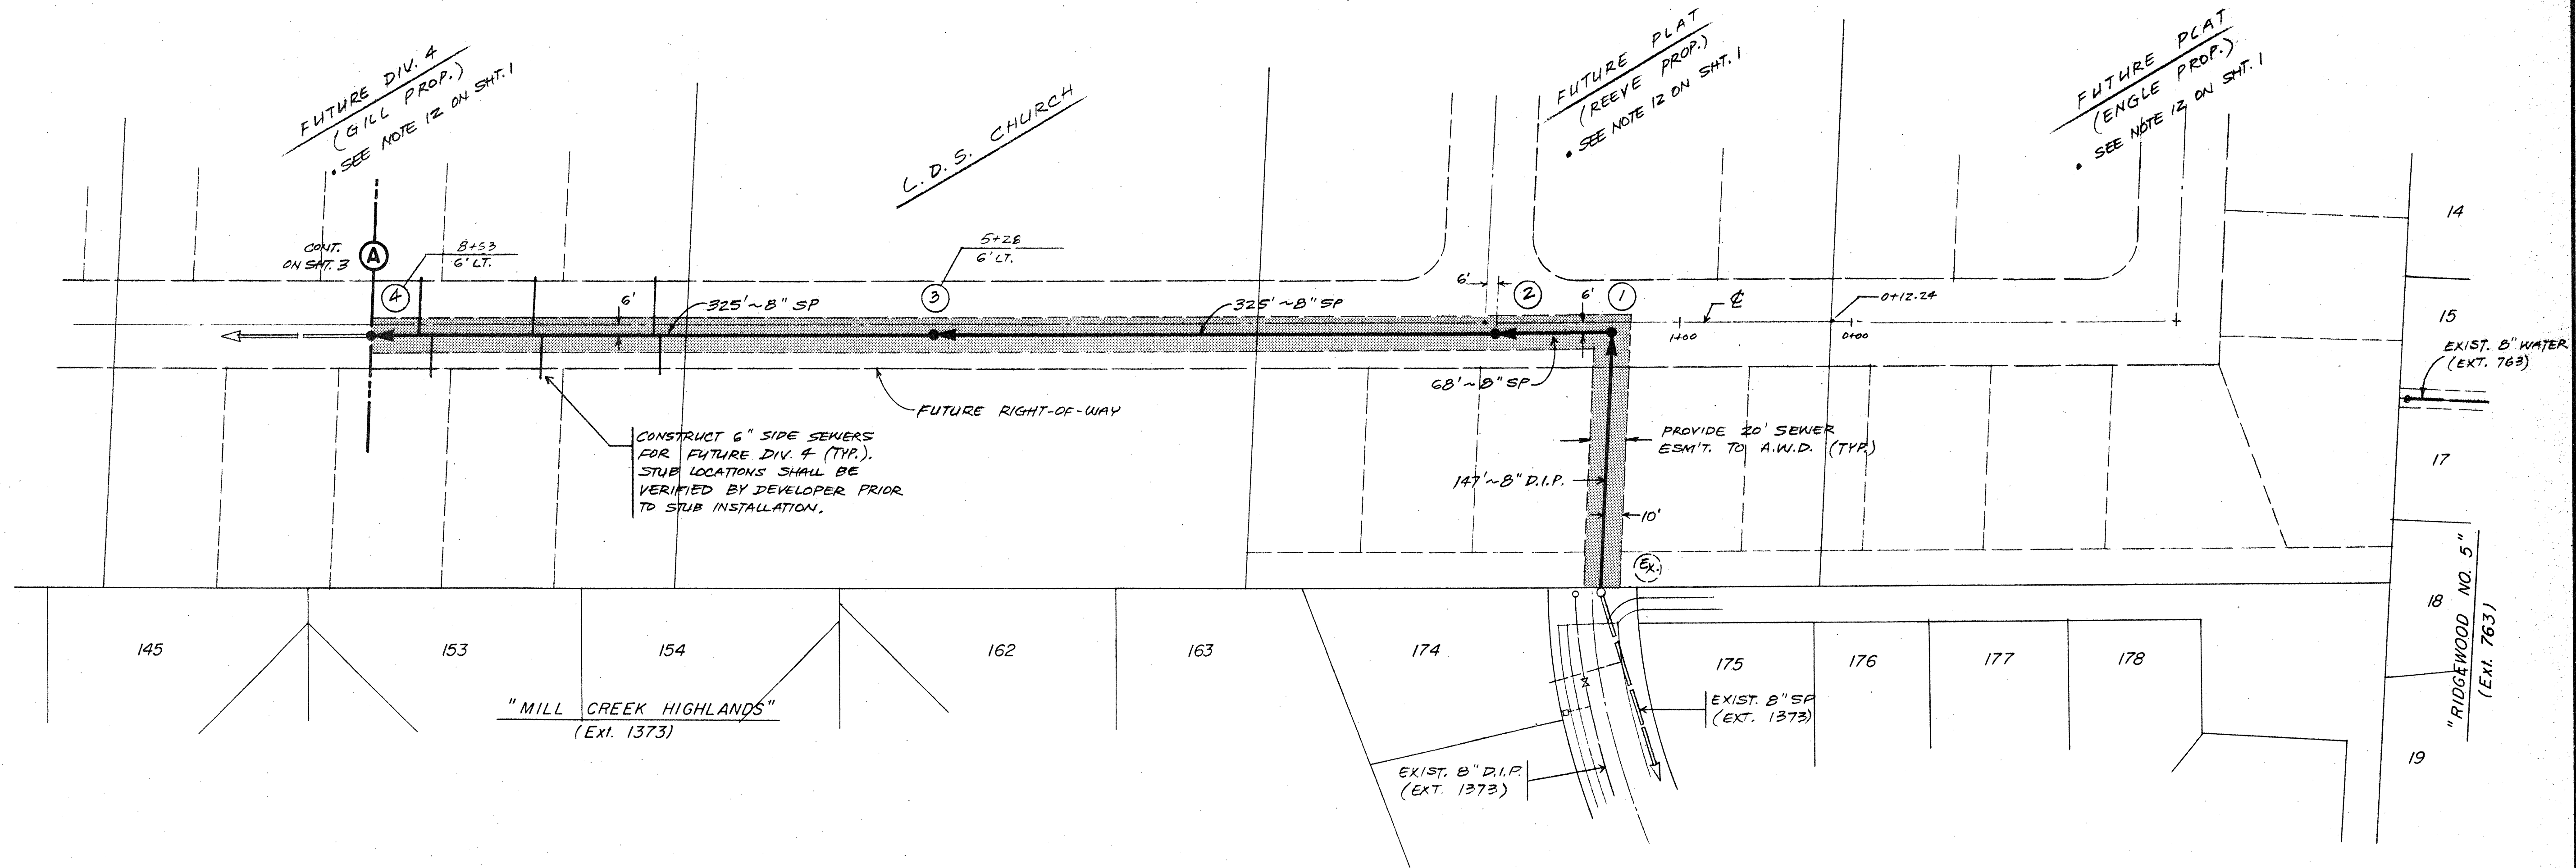 FUTURE DIV. 4
(GILL PROP.)
• SEE NOTE 12 ON SHT. 1
L. D. S. CHURCH
FUTURE PLAT
(REEVE PROP.)
• SEE NOTE 12 ON SHT. 1
FUTURE PLAT
(ENGLE PROP.)
• SEE NOTE 12 ON SHT. 1
14
CONT.
ON SHT. 3
A
8+53
6' LT.
5+28
6' LT.
4
6'
325'~8" SP
3
325'~8" SP
6'
2
6'
1
℄
0+12.24
1+00
0+00
15
EXIST. 8" WATER
(EXT. 763)
68'~8" SP
FUTURE RIGHT-OF-WAY
CONSTRUCT 6" SIDE SEWERS
FOR FUTURE DIV. 4 (TYP.).
STUB LOCATIONS SHALL BE
VERIFIED BY DEVELOPER PRIOR
TO STUB INSTALLATION.
PROVIDE 20' SEWER
ESM'T. TO A.W.D. (TYP.)
17
147'~8" D.I.P.
10'
Ex.
145
153
154
162
163
174
175
176
177
178
18
"RIDGEWOOD NO. 5"
(Ext. 763)
"MILL CREEK HIGHLANDS"
(Ext. 1373)
EXIST. 8" SP
(EXT. 1373)
EXIST. 8" D.I.P.
(EXT. 1373)
19